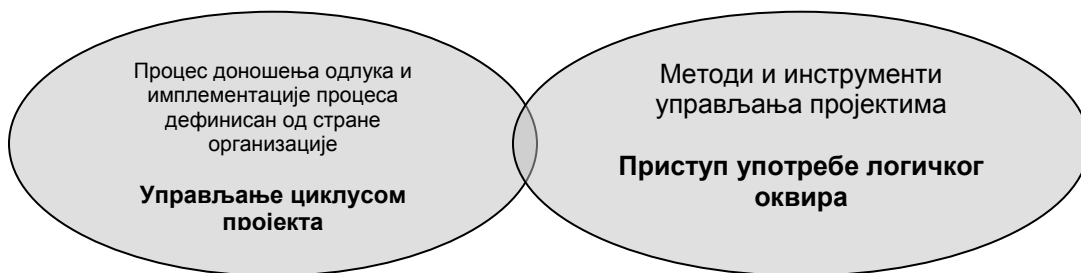 Процес доношења одлука и
имплементације процеса
дефинисан од стране
организације
Управљање циклусом
пројекта
Методи и инструменти
управљања пројектима
Приступ употребе логичког
оквира